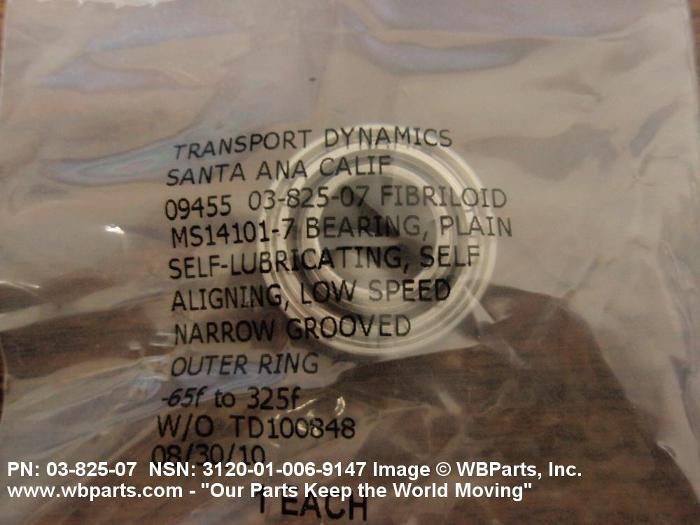 TRANSPORT DYNAMICS
SANTA ANA CALIF
09455 03-825-07 FIBRILOID
MS14101-7 BEARING, PLAIN
SELF-LUBRICATING, SELF
ALIGNING, LOW SPEED
NARROW GROOVED
OUTER RING
-65f to 325f
W/O TD100848
08/30/10
PN: 03-825-07 NSN: 3120-01-006-9147 Image © WBParts, Inc.
www.wbparts.com - "Our Parts Keep the World Moving"
1 EACH